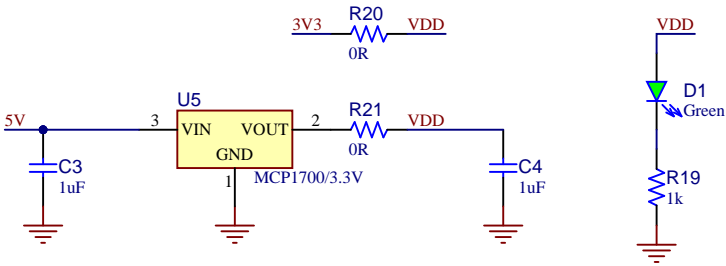 3V3
R20
0R
VDD
5V
C3
1uF
U5
3
VIN
VOUT
GND
2
1
MCP1700/3.3V
R21
0R
VDD
C4
1uF
VDD
D1
Green
R19
1k